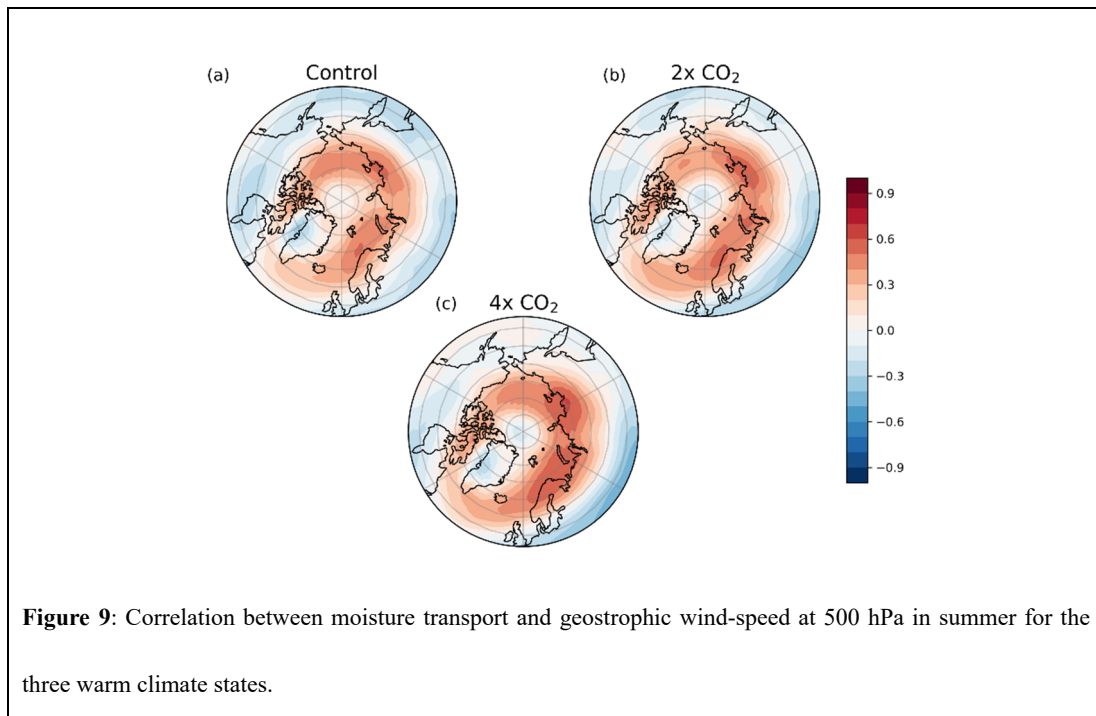 (a) Control
(b) 2x CO₂
(c) 4x CO₂
0.9
0.6
0.3
0.0
−0.3
−0.6
−0.9
Figure 9: Correlation between moisture transport and geostrophic wind-speed at 500 hPa in summer for the
three warm climate states.